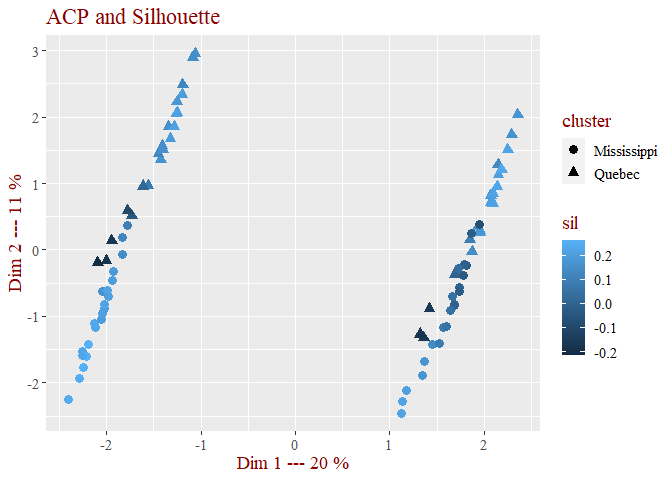 ACP and Silhouette
3
2
1
0
-1
-2
Dim 2 --- 11 %
-2
-1
0
1
2
Dim 1 --- 20 %
cluster
Mississippi
Quebec
sil
0.2
0.1
0.0
-0.1
-0.2